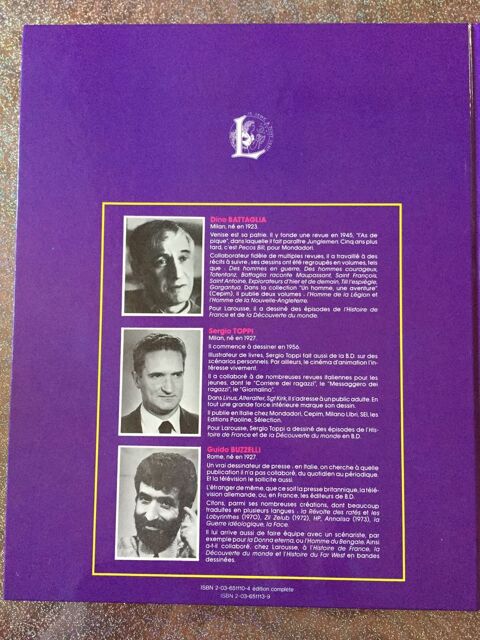 L
Dino BATTAGLIA
Milan, né en 1923.
Venise est sa patrie. Il y fonde une revue en 1945, "l'As de
pique", dans laquelle il fait paraître Junglemen. Cinq ans plus
tard, c'est Pecos Bill, pour Mondadori.
Collaborateur fidèle de multiples revues, il a travaillé à des
récits à suivre ; ses dessins ont été regroupés en volumes, tels
que : Des hommes en guerre, Des hommes courageux,
Totentanz, Battaglia raconte Maupassant, Saint François,
Saint Antoine, Explorateurs d'hier et de demain, Till l'espiègle,
Gargantua. Dans la collection "Un homme, une aventure"
(Cepim), il publie deux volumes : l'Homme de la Légion et
l'Homme de la Nouvelle-Angleterre.
Pour Larousse, il a dessiné des épisodes de l'Histoire de
France et de la Découverte du monde.
Sergio TOPPI
Milan, né en 1927.
Il commence à dessiner en 1956.
Illustrateur de livres, Sergio Toppi fait aussi de la B.D. sur des
scénarios personnels. Par ailleurs, le cinéma d'animation l'in-
téresse vivement.
Il a collaboré à de nombreuses revues italiennes pour les
jeunes, dont le "Corriere dei ragazzi", le "Messaggero dei
ragazzi", le "Giornalino".
Dans Linus, Alteralter, Sgt Kirk, il s'adresse à un public adulte. En
tout une grande force intérieure marque son dessin.
Il publie en Italie chez Mondadori, Cepim, Milano Libri, SEI, les
Editions Paoline, Sélection.
Pour Larousse, Sergio Toppi a dessiné des épisodes de l'His-
toire de France et de la Découverte du monde en B.D.
Guido BUZZELLI
Rome, né en 1927.
Un vrai dessinateur de presse : en Italie, on cherche à quelle
publication il n'a pas collaboré, du quotidien au périodique.
Et la télévision le sollicite aussi.
L'étranger de même, que ce soit la presse britannique, la télé-
vision allemande, ou, en France, les éditeurs de B.D.
Citons, parmi ses nombreuses créations, dont beaucoup
traduites en plusieurs langues : la Révolte des ratés et les
Labyrinthes (1970), Zil Zelub (1972), HP, Annalisa (1973), la
Guerre idéologique, la Face.
Il lui arrive aussi de faire équipe avec un scénariste, par
exemple pour la Donna eterna, ou l'Homme du Bengale. Ainsi
a-t-il collaboré, chez Larousse, à l'Histoire de France, la
Découverte du monde et l'Histoire du Far West en bandes
dessinées.
ISBN 2-03-651110-4 édition complète
ISBN 2-03-651113-9